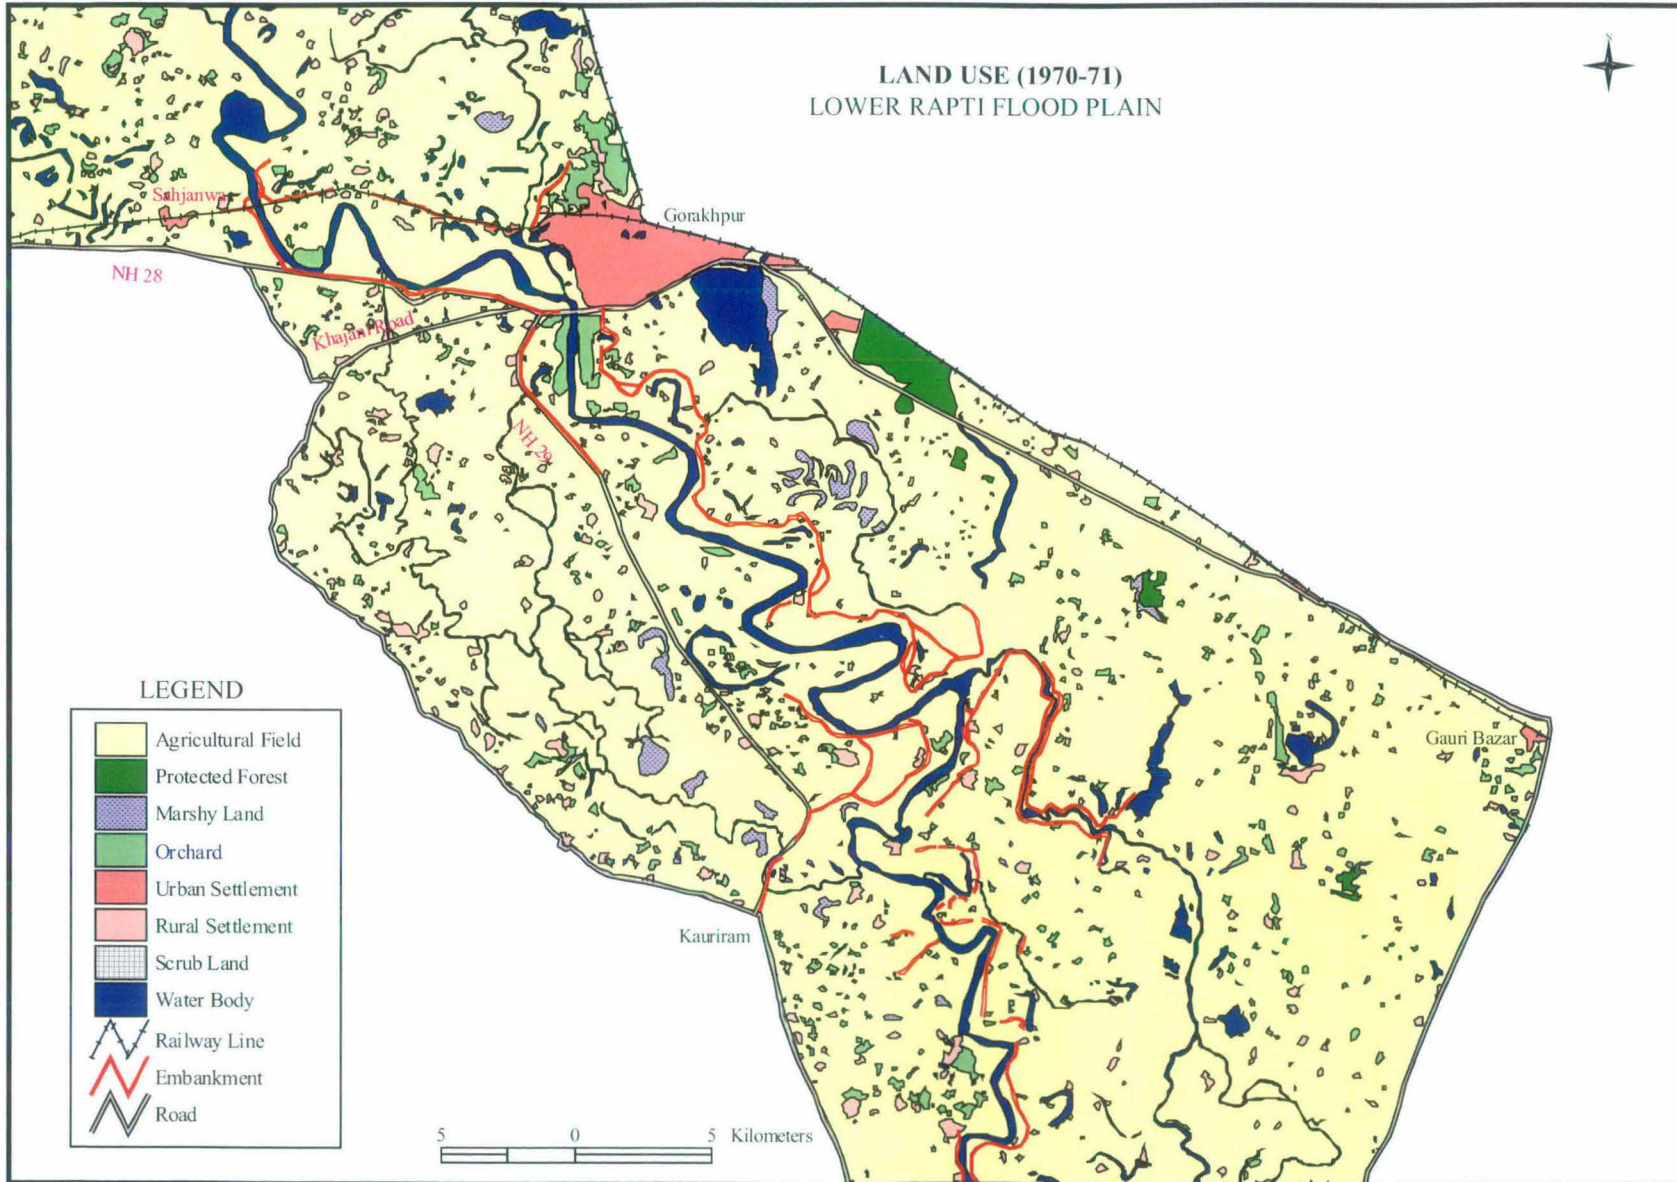 LAND USE (1970-71)
LOWER RAPTI FLOOD PLAIN
N
Sahjanwa
Gorakhpur
NH 28
Khajani Road
NH 29
Gauri Bazar
Kauriram
LEGEND
Agricultural Field
Protected Forest
Marshy Land
Orchard
Urban Settlement
Rural Settlement
Scrub Land
Water Body
Railway Line
Embankment
Road
5 0 5 Kilometers